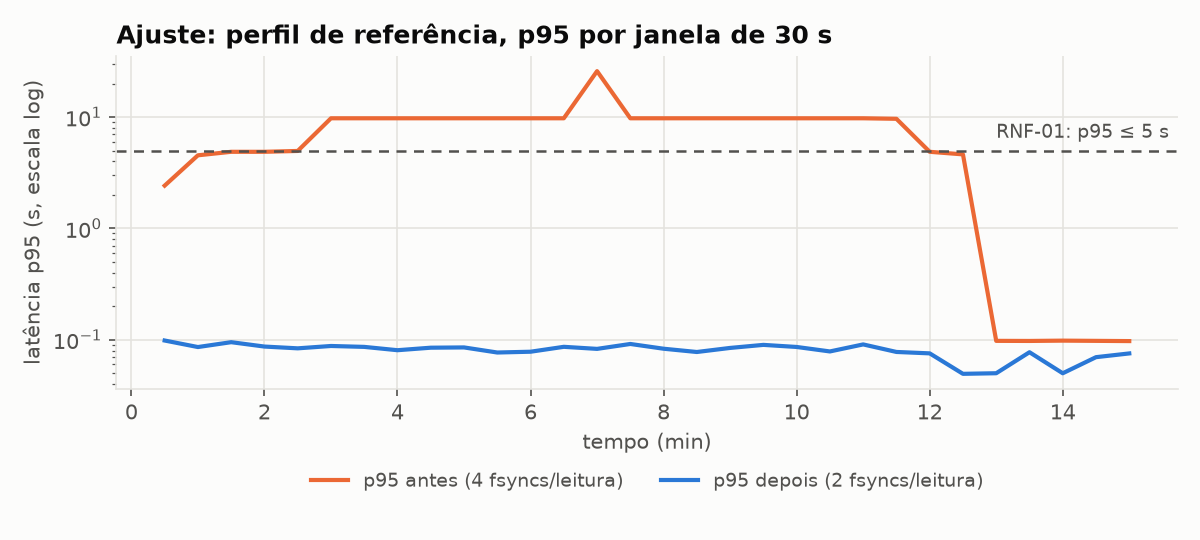 Ajuste: perfil de referência, p95 por janela de 30 s
latência p95 (s, escala log)
10¹
10⁰
10⁻¹
RNF-01: p95 ≤ 5 s
0 2 4 6 8 10 12 14
tempo (min)
p95 antes (4 fsyncs/leitura) p95 depois (2 fsyncs/leitura)